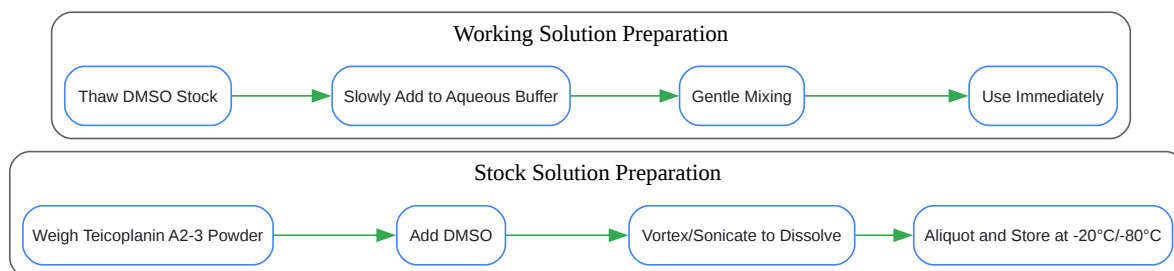 Working Solution Preparation
Thaw DMSO Stock
Slowly Add to Aqueous Buffer
Gentle Mixing
Use Immediately
Stock Solution Preparation
Weigh Teicoplanin A2-3 Powder
Add DMSO
Vortex/Sonicate to Dissolve
Aliquot and Store at -20°C/-80°C